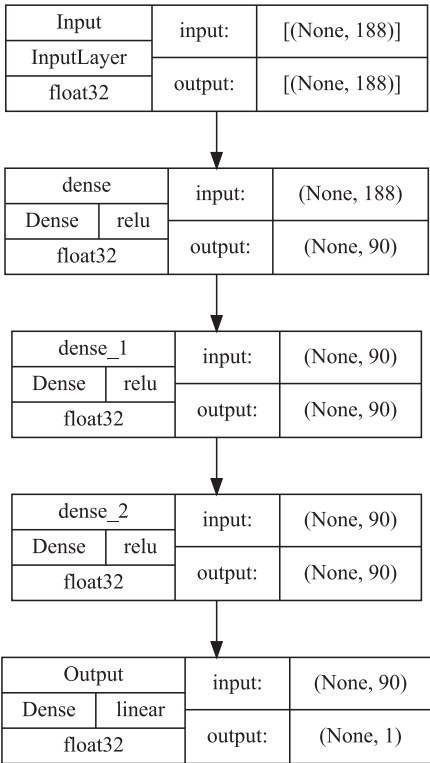 Input
InputLayer
float32
input:
[(None, 188)]
output:
[(None, 188)]
dense
Dense
relu
float32
input:
(None, 188)
output:
(None, 90)
dense_1
Dense
relu
float32
input:
(None, 90)
output:
(None, 90)
dense_2
Dense
relu
float32
input:
(None, 90)
output:
(None, 90)
Output
Dense
linear
float32
input:
(None, 90)
output:
(None, 1)